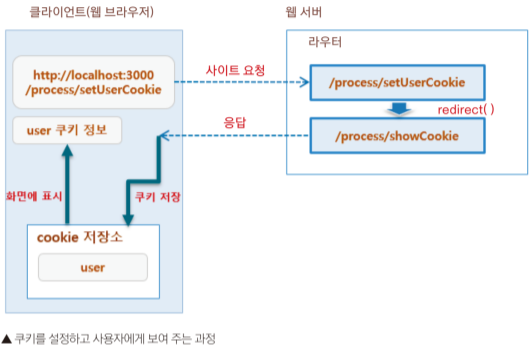 클라이언트(웹 브라우저)
웹 서버
라우터
http://localhost:3000
/process/setUserCookie
사이트 요청
/process/setUserCookie
redirect( )
user 쿠키 정보
응답
/process/showCookie
화면에 표시
쿠키 저장
cookie 저장소
user
▲ 쿠키를 설정하고 사용자에게 보여 주는 과정